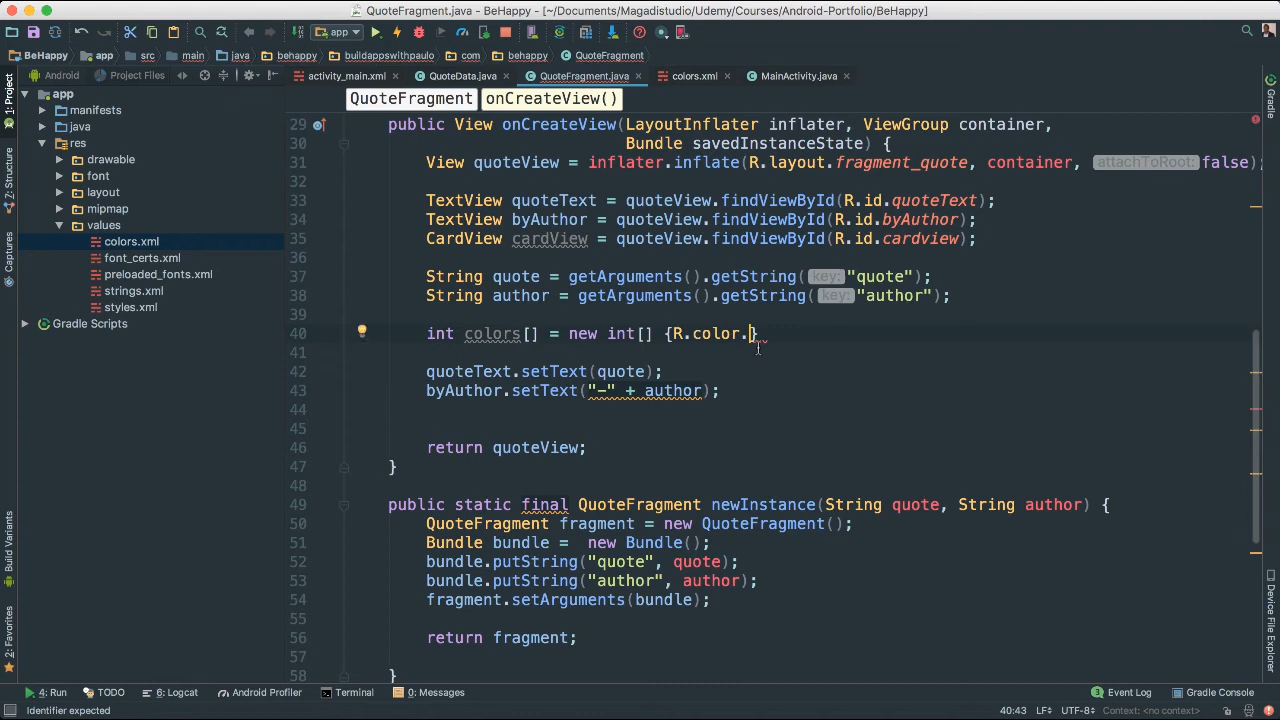 QuoteFragment.java - BeHappy - [~/Documents/Magadistudio/Udemy/Courses/Android-Portfolio/BeHappy]
app
BeHappy app src main java behappy buildappswithpaulo com behappy QuoteFragment
Android Project Files activity_main.xml QuoteData.java QuoteFragment.java colors.xml MainActivity.java
QuoteFragment onCreateView()
1: Project
Z: Structure
Captures
Build Variants
2: Favorites
app
manifests
java
res
drawable
font
layout
mipmap
values
colors.xml
font_certs.xml
preloaded_fonts.xml
strings.xml
styles.xml
Gradle Scripts
29 public View onCreateView(LayoutInflater inflater, ViewGroup container,
30 Bundle savedInstanceState) {
31 View quoteView = inflater.inflate(R.layout.fragment_quote, container, attachToRoot: false);
32
33 TextView quoteText = quoteView.findViewById(R.id.quoteText);
34 TextView byAuthor = quoteView.findViewById(R.id.byAuthor);
35 CardView cardView = quoteView.findViewById(R.id.cardview);
36
37 String quote = getArguments().getString( key: "quote");
38 String author = getArguments().getString( key: "author");
39
40 int colors[] = new int[] {R.color.}
41
42 quoteText.setText(quote);
43 byAuthor.setText("-" + author);
44
45
46 return quoteView;
47 }
48
49 public static final QuoteFragment newInstance(String quote, String author) {
50 QuoteFragment fragment = new QuoteFragment();
51 Bundle bundle = new Bundle();
52 bundle.putString("quote", quote);
53 bundle.putString("author", author);
54 fragment.setArguments(bundle);
55
56 return fragment;
57
58 }
Gradle
Device File Explorer
4: Run TODO 6: Logcat Android Profiler Terminal 0: Messages 3 Event Log Gradle Console
Identifier expected 40:43 LF UTF-8 Context: <no context>